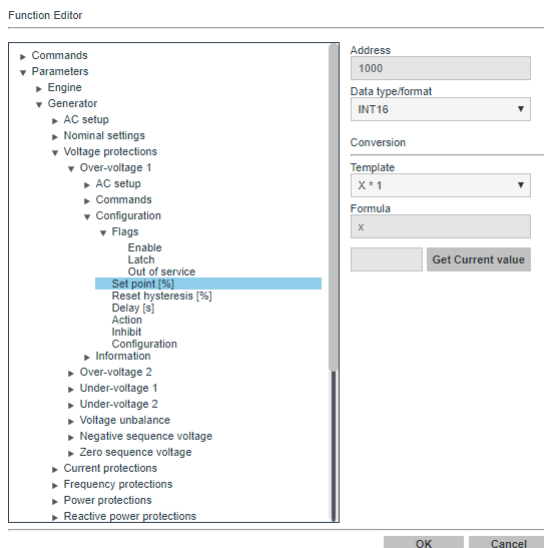 Function Editor
Commands
Parameters
Engine
Generator
AC setup
Nominal settings
Voltage protections
Over-voltage 1
AC setup
Commands
Configuration
Flags
Enable
Latch
Out of service
Set point [%]
Reset hysteresis [%]
Delay [s]
Action
Inhibit
Configuration
Information
Over-voltage 2
Under-voltage 1
Under-voltage 2
Voltage unbalance
Negative sequence voltage
Zero sequence voltage
Current protections
Frequency protections
Power protections
Reactive power protections
Address
1000
Data type/format
INT16
Conversion
Template
X * 1
Formula
x
Get Current value
OK Cancel